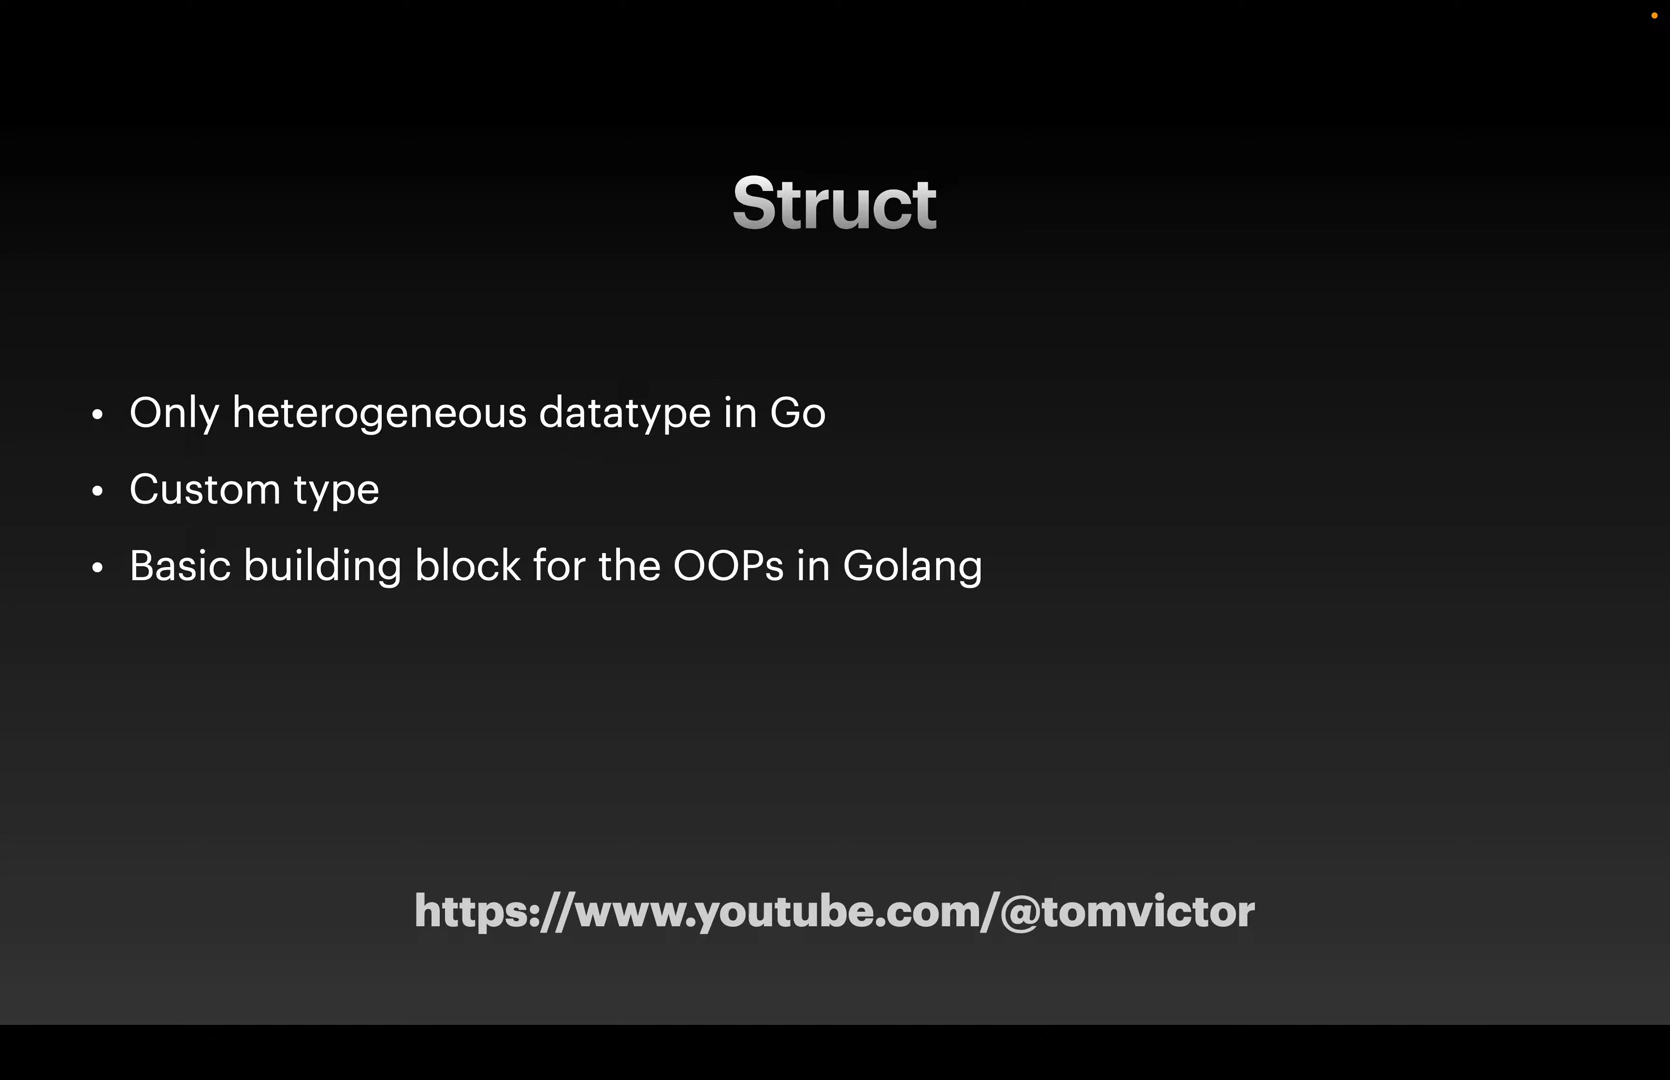 Struct
• Only heterogeneous datatype in Go
• Custom type
• Basic building block for the OOPs in Golang
https://www.youtube.com/@tomvictor